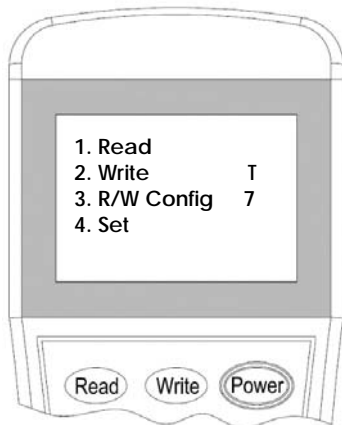 1. Read
2. Write T
3. R/W Config 7
4. Set
Read Write Power